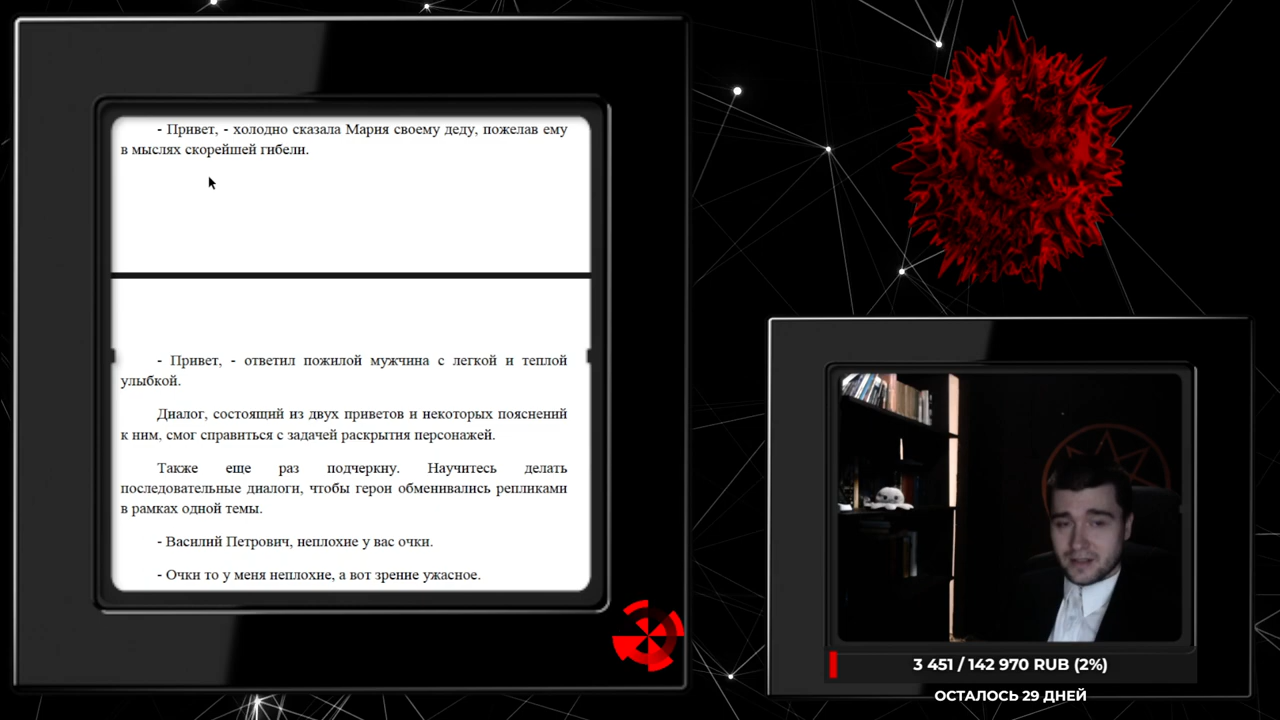 - Привет, - холодно сказала Мария своему деду, пожелав ему
в мыслях скорейшей гибели.
- Привет, - ответил пожилой мужчина с легкой и теплой
улыбкой.
Диалог, состоящий из двух приветов и некоторых пояснений
к ним, смог справиться с задачей раскрытия персонажей.
Также еще раз подчеркну. Научитесь делать
последовательные диалоги, чтобы герои обменивались репликами
в рамках одной темы.
- Василий Петрович, неплохие у вас очки.
- Очки то у меня неплохие, а вот зрение ужасное.
3 451 / 142 970 RUB (2%)
ОСТАЛОСЬ 29 ДНЕЙ